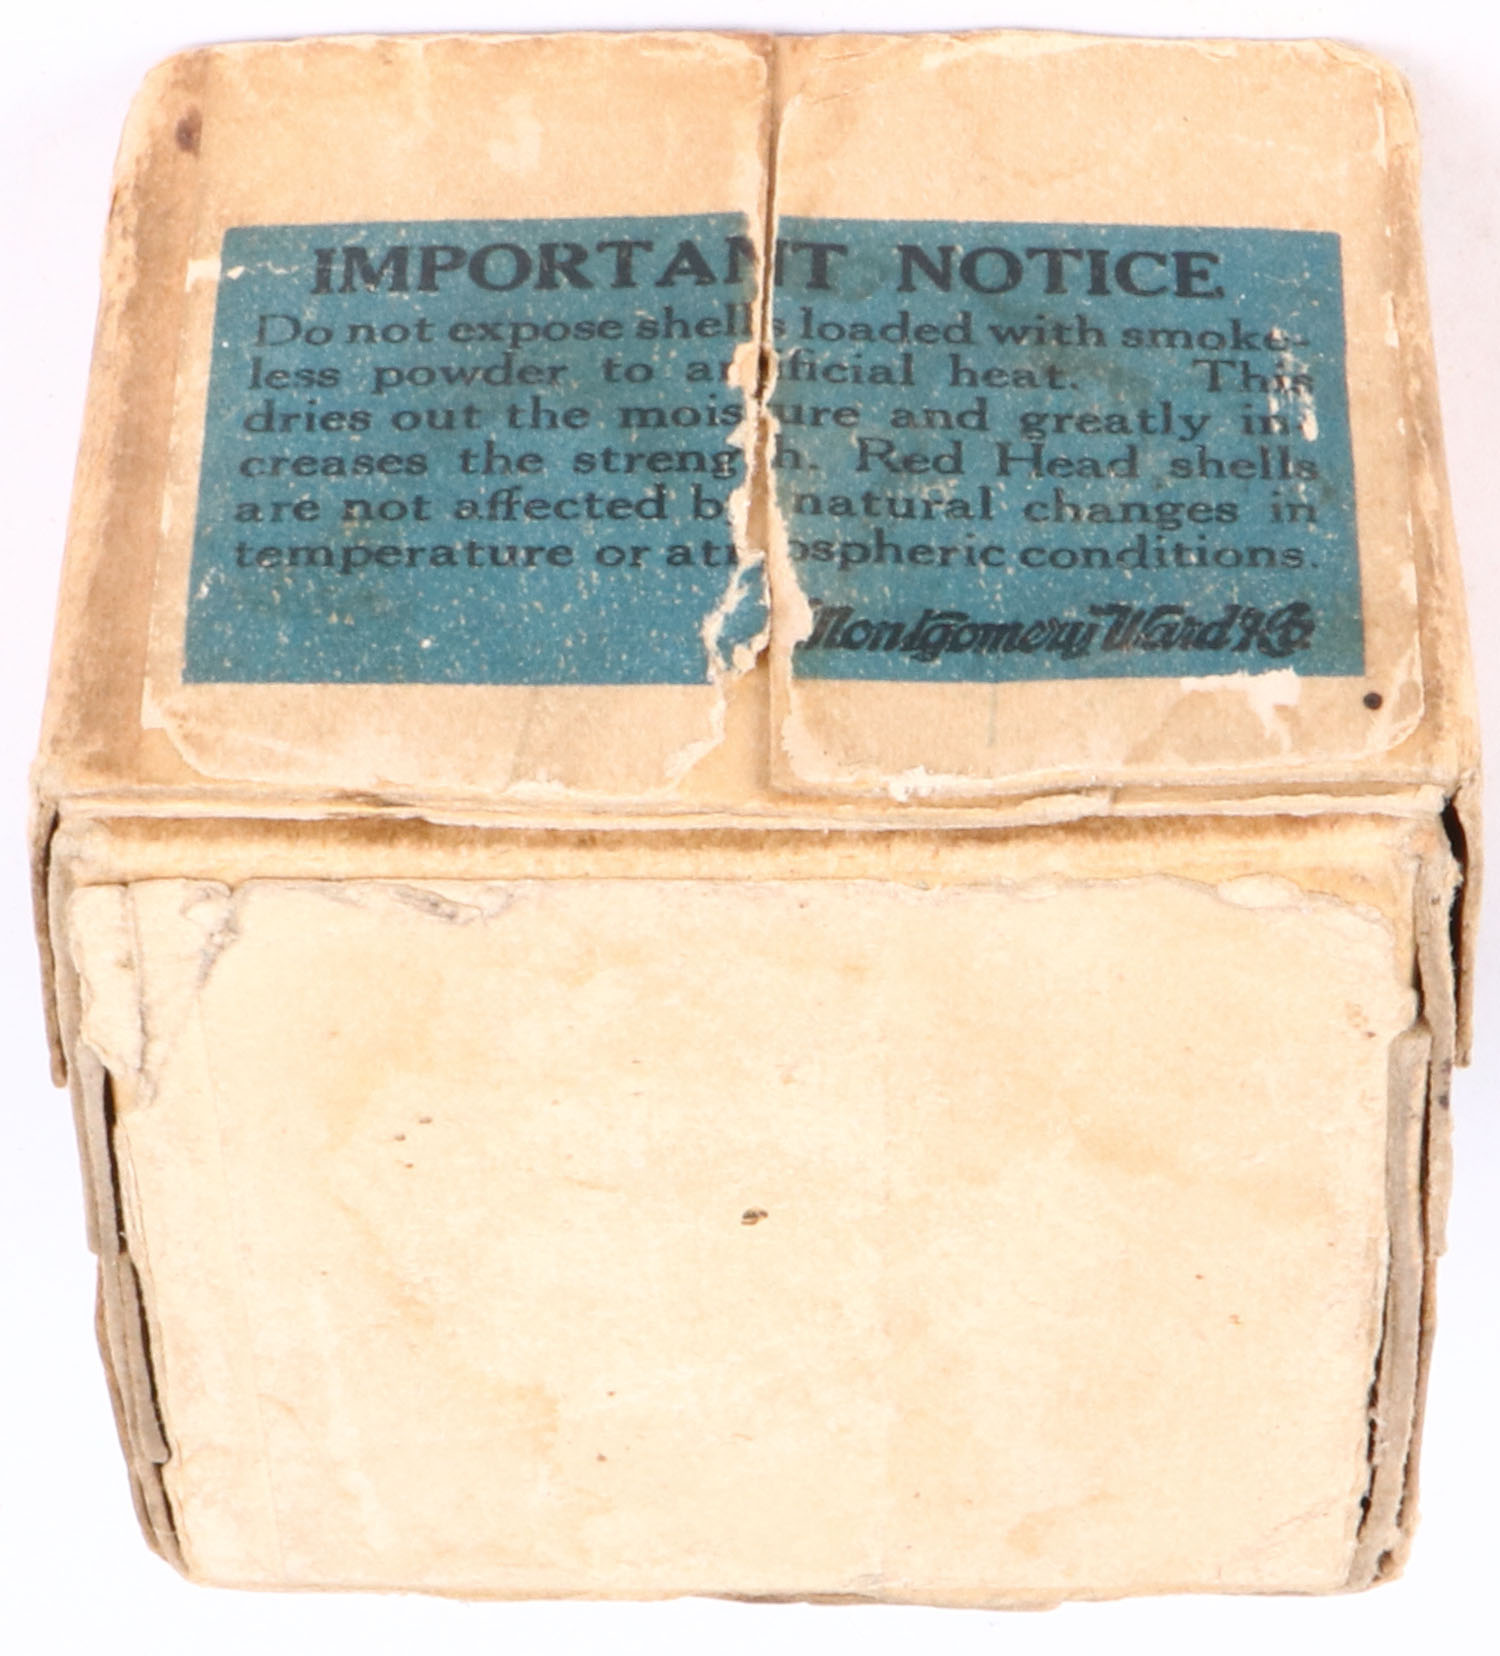 IMPORTANT NOTICE
Do not expose shells loaded with smoke-
less powder to artificial heat. This
dries out the moisture and greatly in-
creases the strength. Red Head shells
are not affected by natural changes in
temperature or atmospheric conditions.
Montgomery Ward & Co.